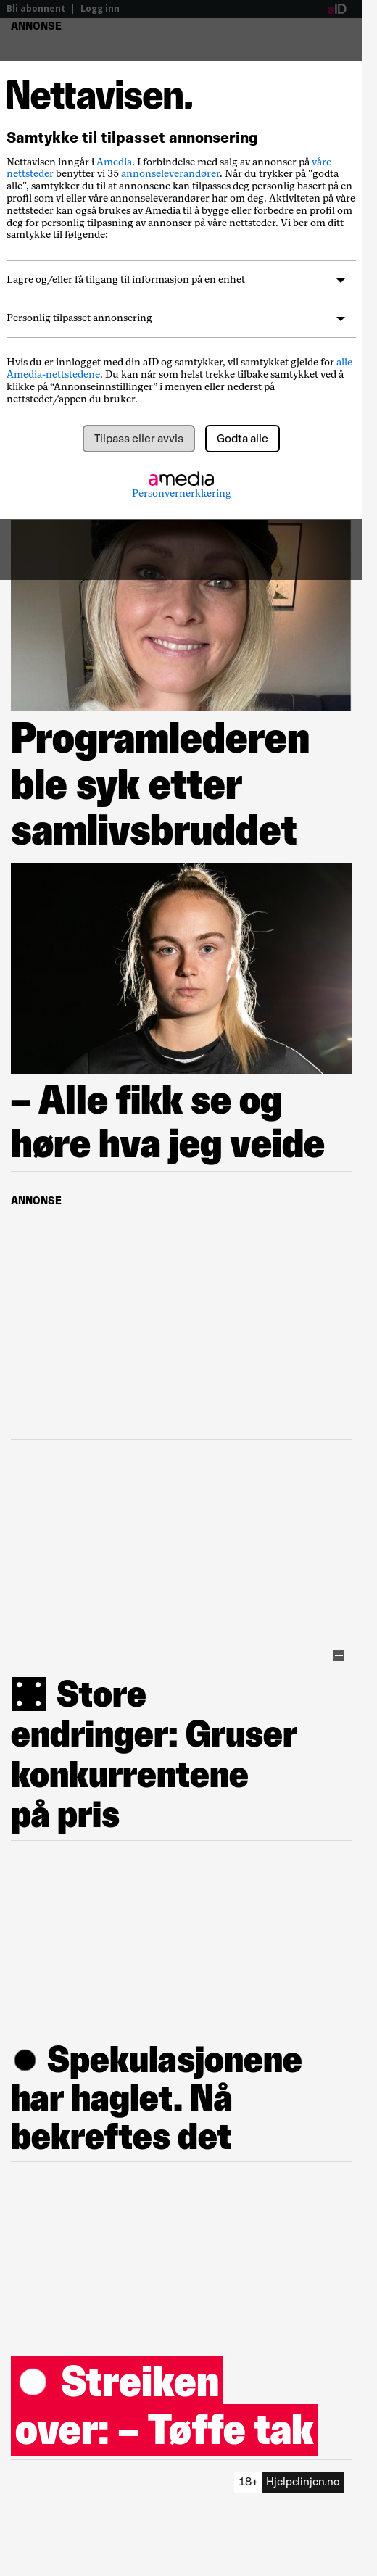 Bli abonnent | Logg inn
aID
ANNONSE
Nettavisen.
Samtykke til tilpasset annonsering
Nettavisen inngår i Amedia. I forbindelse med salg av annonser på våre
nettsteder benytter vi 35 annonseleverandører. Når du trykker på "godta
alle", samtykker du til at annonsene kan tilpasses deg personlig basert på en
profil som vi eller våre annonseleverandører har om deg. Aktiviteten på våre
nettsteder kan også brukes av Amedia til å bygge eller forbedre en profil om
deg for personlig tilpasning av annonser på våre nettsteder. Vi ber om ditt
samtykke til følgende:
Lagre og/eller få tilgang til informasjon på en enhet
Personlig tilpasset annonsering
Hvis du er innlogget med din aID og samtykker, vil samtykket gjelde for alle
Amedia-nettstedene. Du kan når som helst trekke tilbake samtykket ved å
klikke på “Annonseinnstillinger” i menyen eller nederst på
nettstedet/appen du bruker.
Tilpass eller avvis
Godta alle
amedia
Personvernerklæring
Programlederen
ble syk etter
samlivsbruddet
– Alle fikk se og
høre hva jeg veide
ANNONSE
Store
endringer: Gruser
konkurrentene
på pris
Spekulasjonene
har haglet. Nå
bekreftes det
Streiken
over: – Tøffe tak
18+ Hjelpelinjen.no